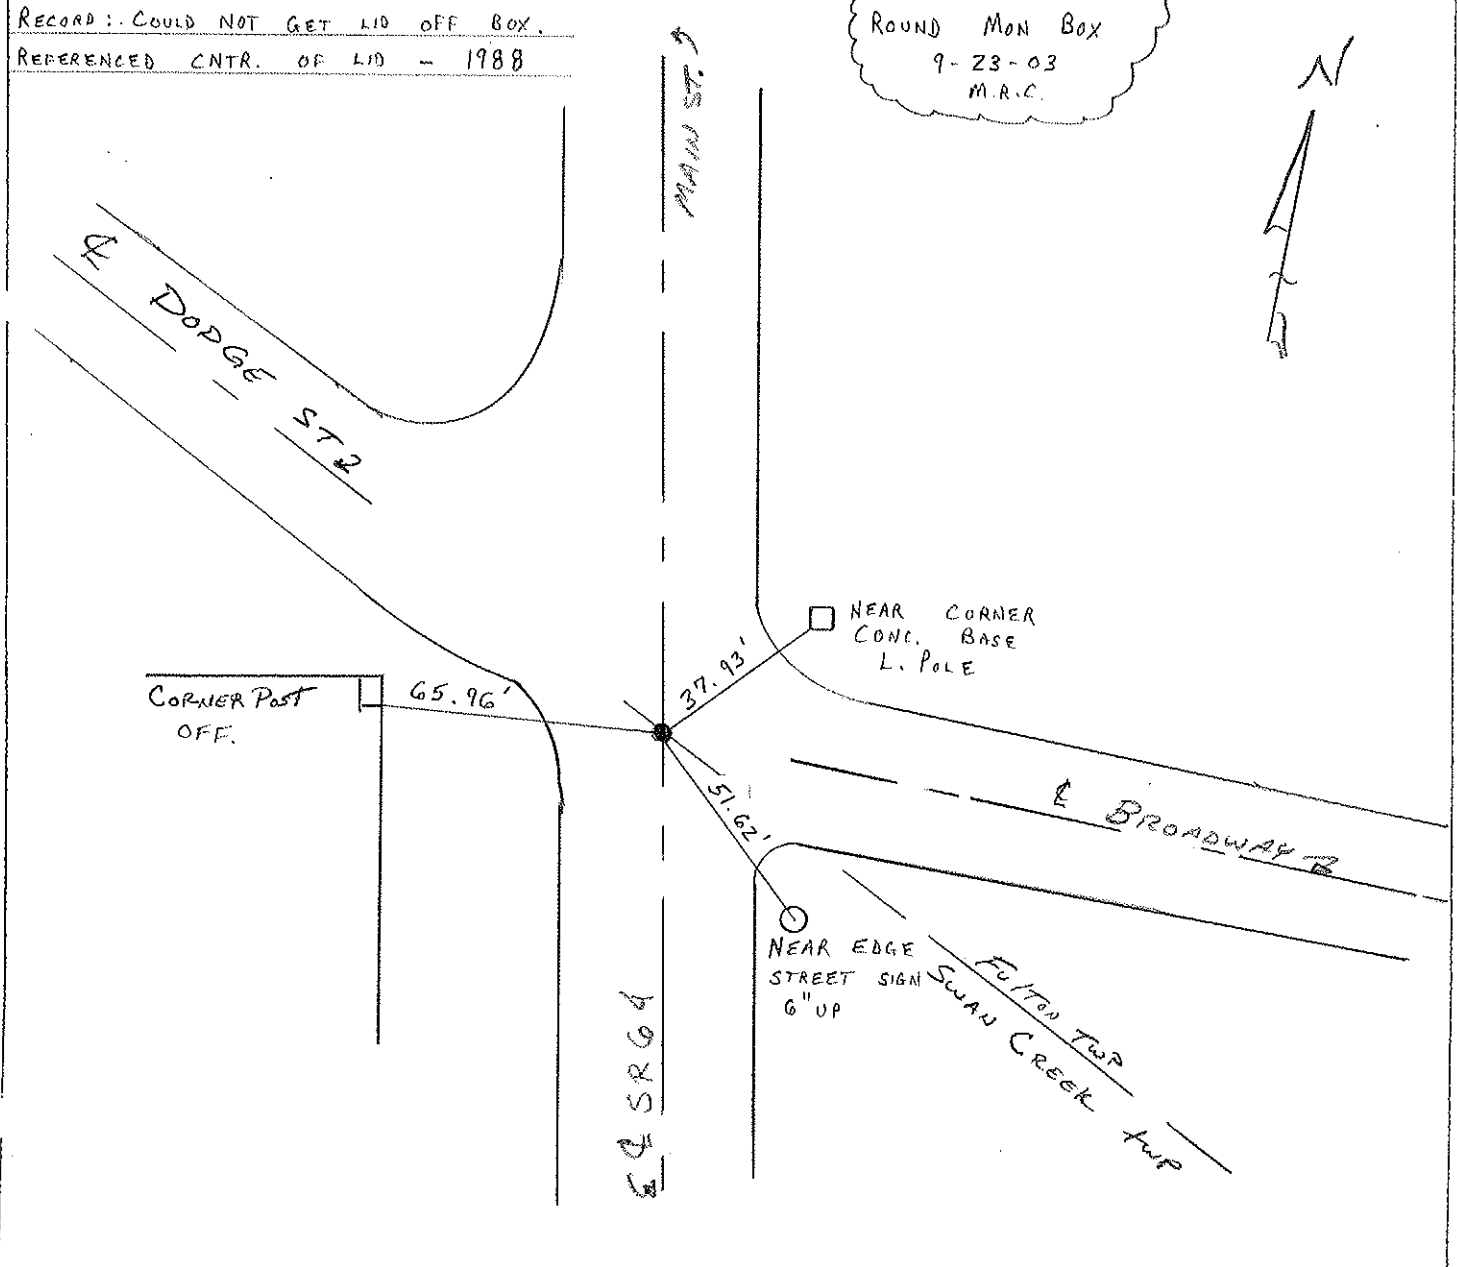 RECORD: COULD NOT GET LID OFF BOX.
REFERENCED CNTR. OF LID - 1988
ROUND MON BOX
9-23-03
M.R.C.
N
MAIN ST.
℄ DODGE ST
NEAR CORNER
CONC. BASE
L. POLE
37.93'
65.96'
CORNER POST
OFF.
51.62'
℄ BROADWAY
NEAR EDGE
STREET SIGN
6" UP
FULTON TWP
SWAN CREEK TWP
℄ SR64